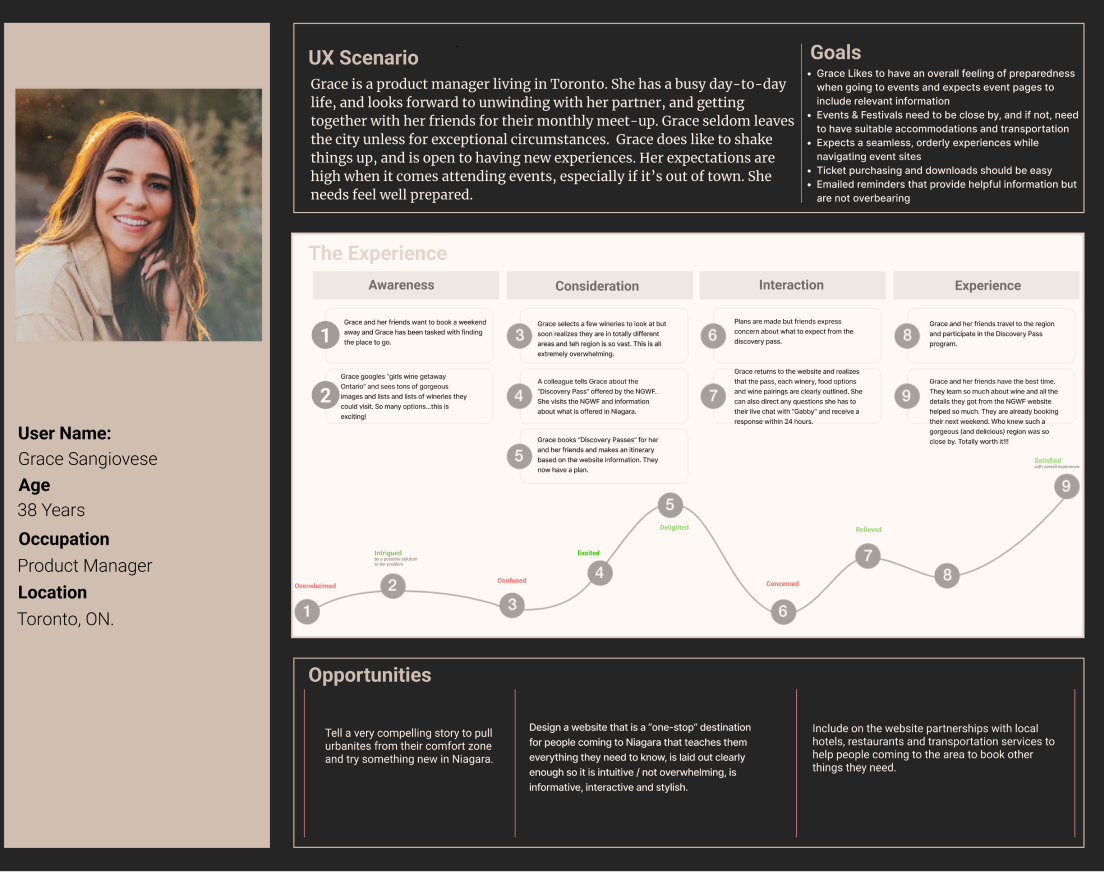 User Name:
Grace Sangiovese
Age
38 Years
Occupation
Product Manager
Location
Toronto, ON.
UX Scenario
Grace is a product manager living in Toronto. She has a busy day-to-day
life, and looks forward to unwinding with her partner, and getting
together with her friends for their monthly meet-up. Grace seldom leaves
the city unless for exceptional circumstances.  Grace does like to shake
things up, and is open to having new experiences. Her expectations are
high when it comes attending events, especially if it's out of town. She
needs feel well prepared.
Goals
• Grace Likes to have an overall feeling of preparedness
when going to events and expects event pages to
include relevant information
• Events & Festivals need to be close by, and if not, need
to have suitable accommodations and transportation
• Expects a seamless, orderly experiences while
navigating event sites
• Ticket purchasing and downloads should be easy
• Emailed reminders that provide helpful information but
are not overbearing
The Experience
Awareness
1
Grace and her friends want to book a weekend
away and Grace has been tasked with finding
the place to go.
2
Grace googles "girls wine getaway
Ontario" and sees tons of gorgeous
images and lists and lists of wineries they
could visit. So many options...this is
exciting!
Consideration
3
Grace selects a few wineries to look at but
soon realizes they are in totally different
areas and teh region is so vast. This is all
extremely overwhelming.
4
A colleague tells Grace about the
"Discovery Pass" offered by the NGWF.
She visits the NGWF and information
about what is offered in Niagara.
5
Grace books "Discovery Passes" for her
and her friends and makes an itinerary
based on the website information. They
now have a plan.
Interaction
6
Plans are made but friends express
concern about what to expect from the
discovery pass.
7
Grace returns to the website and realizes
that the pass, each winery, food options
and wine pairings are clearly outlined. She
can also direct any questions she has to
their live chat with "Gabby" and receive a
response within 24 hours.
Experience
8
Grace and her friends travel to the region
and participate in the Discovery Pass
program.
9
Grace and her friends have the best time.
They learn so much about wine and all the
details they got from the NGWF website
helped so much. They are already booking
their next weekend. Who knew such a
gorgeous (and delicious) region was so
close by. Totally worth it!!!
Overwhelmed
1
Intrigued
by a possible solution
to her problem
2
Confused
3
Excited
4
5
Delighted
Concerned
6
Relieved
7
8
Satisfied
with overall experience
9
Opportunities
Tell a very compelling story to pull
urbanites from their comfort zone
and try something new in Niagara.
Design a website that is a "one-stop" destination
for people coming to Niagara that teaches them
everything they need to know, is laid out clearly
enough so it is intuitive / not overwhelming, is
informative, interactive and stylish.
Include on the website partnerships with local
hotels, restaurants and transportation services to
help people coming to the area to book other
things they need.